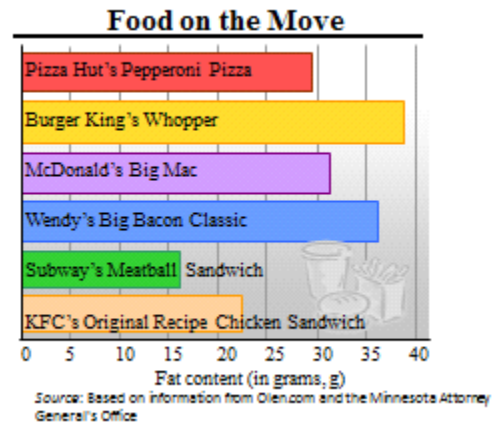 Food on the Move
Pizza Hut's Pepperoni Pizza
Burger King's Whopper
McDonald's Big Mac
Wendy's Big Bacon Classic
Subway's Meatball Sandwich
KFC's Original Recipe Chicken Sandwich
0 5 10 15 20 25 30 35 40
Fat content (in grams, g)
Source: Based on information from Olen.com and the Minnesota Attorney
General's Office